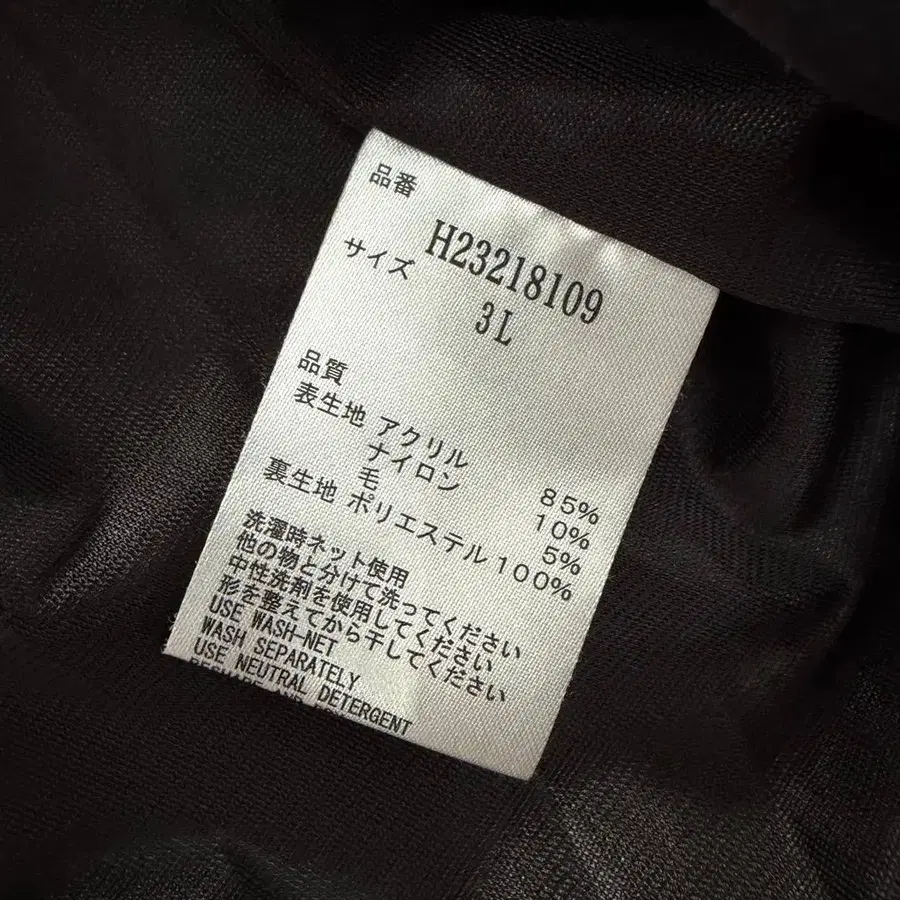 品番
H23218109
サイズ
3L
品質
表生地 アクリル 85%
ナイロン 10%
毛 5%
裏生地 ポリエステル 100%
洗濯時ネット使用
他の物と分けて洗ってください
中性洗剤を使用してください
形を整えてから干してください
USE WASH-NET
WASH SEPARATELY
USE NEUTRAL DETERGENT